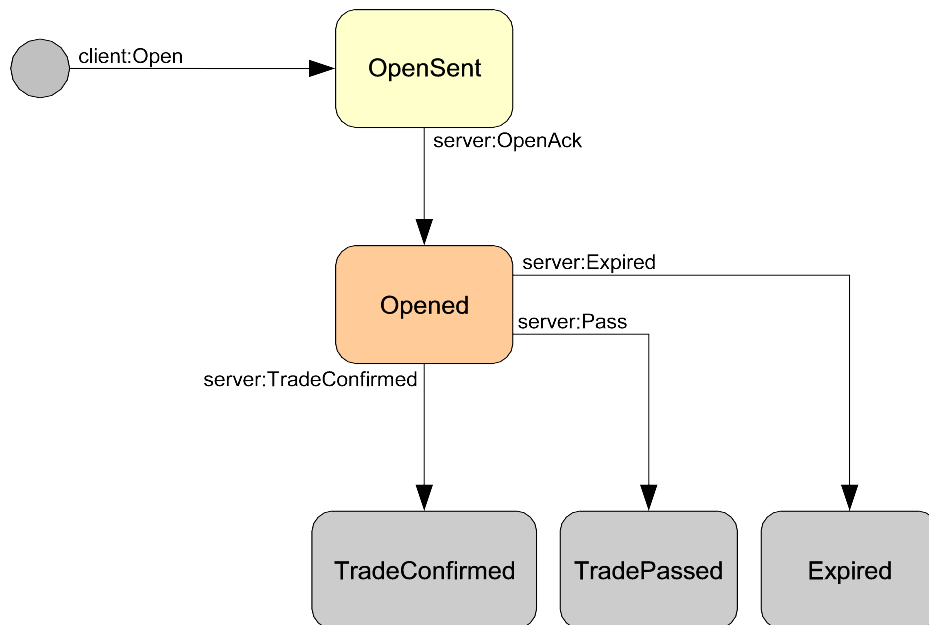 client:Open
OpenSent
server:OpenAck
server:Expired
Opened
server:Pass
server:TradeConfirmed
TradeConfirmed
TradePassed
Expired